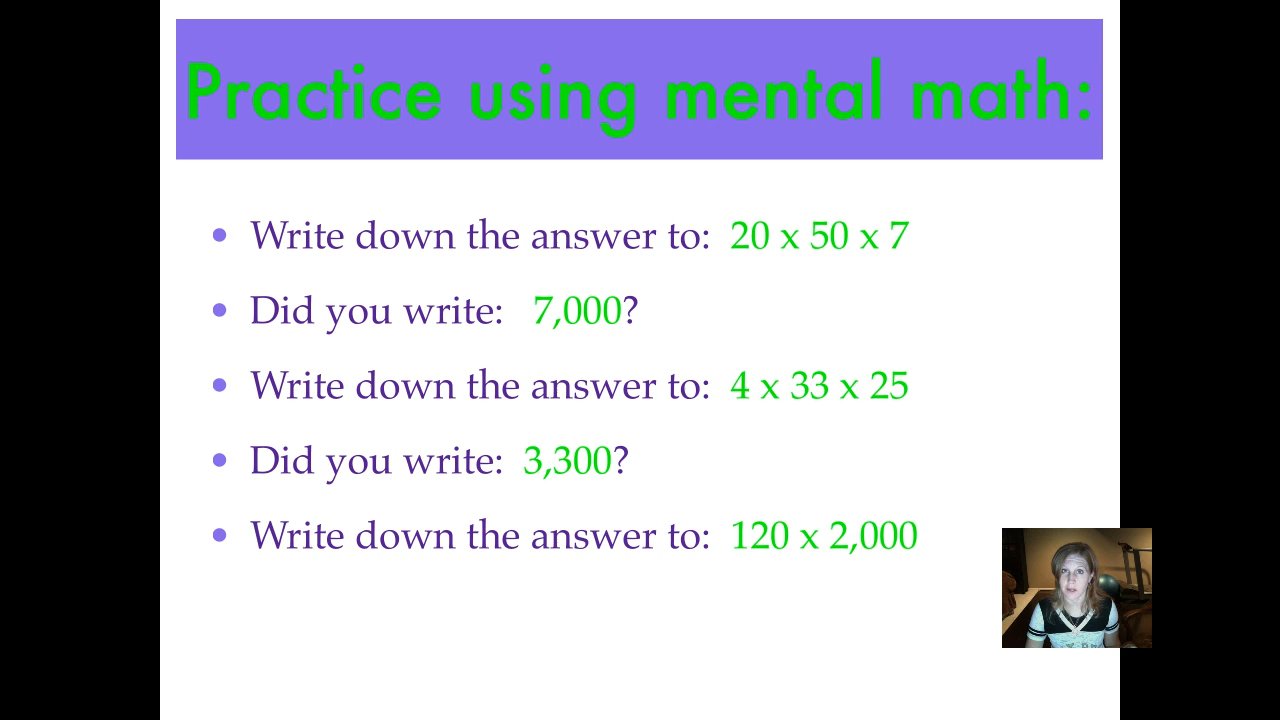 Practice using mental math:
• Write down the answer to: 20 x 50 x 7
• Did you write: 7,000?
• Write down the answer to: 4 x 33 x 25
• Did you write: 3,300?
• Write down the answer to: 120 x 2,000